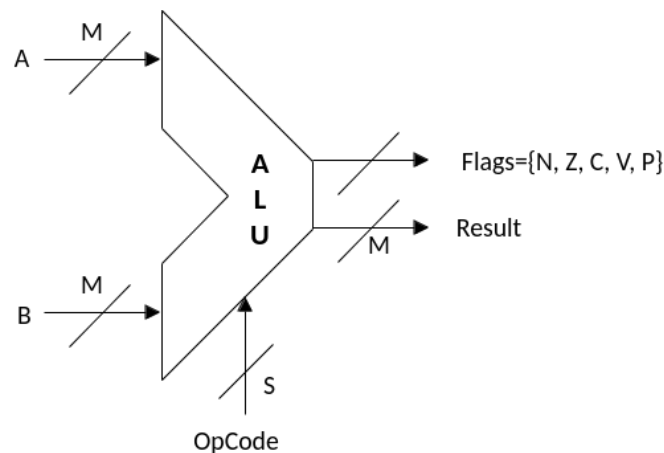 M
A
A
L
U
Flags={N, Z, C, V, P}
Result
M
M
B
S
OpCode